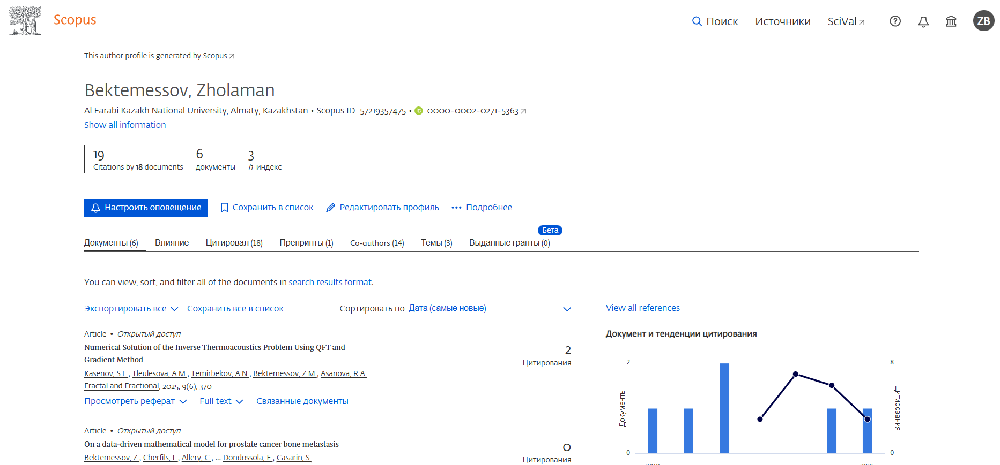 Scopus
Поиск Источники SciVal ZB
This author profile is generated by Scopus
Bektemessov, Zholaman
Al Farabi Kazakh National University, Almaty, Kazakhstan • Scopus ID: 57219357475 • iD 0000-0002-0271-5363
Show all information
19 6 3
Citations by 18 documents документы h-индекс
Настроить оповещение Сохранить в список Редактировать профиль Подробнее
Бета
Документы (6) Влияние Цитировал (18) Препринты (1) Co-authors (14) Темы (3) Выданные гранты (0)
You can view, sort, and filter all of the documents in search results format.
Экспортировать все Сохранить все в список Сортировать по Дата (самые новые)
Article • Открытый доступ
Numerical Solution of the Inverse Thermoacoustics Problem Using QFT and
Gradient Method
Kasenov, S.E., Tleulesova, A.M., Temirbekov, A.N., Bektemessov, Z.M., Asanova, R.A.
Fractal and Fractional, 2025, 9(6), 370
2
Цитирования
Просмотреть реферат Full text Связанные документы
Article • Открытый доступ
On a data-driven mathematical model for prostate cancer bone metastasis
Bektemessov, Z., Cherfils, L., Allery, C., ... Dondossola, E., Casarin, S.
0
Цитирования
View all references
Документ и тенденции цитирования
2 8
Документы
Цитирования
0 0